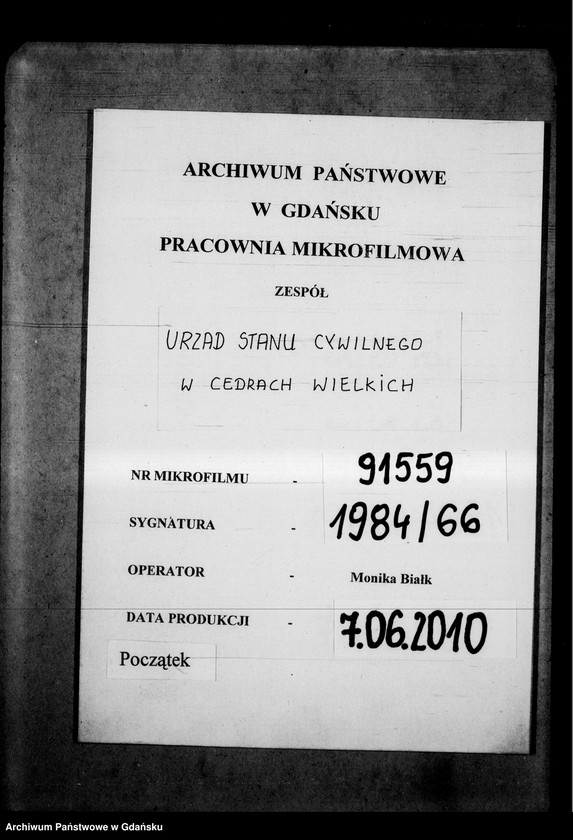 ARCHIWUM PAŃSTWOWE
W GDAŃSKU
PRACOWNIA MIKROFILMOWA
ZESPÓŁ
URZAD STANU CYWILNEGO
W CEDRACH WIELKICH
NR MIKROFILMU - 91559
SYGNATURA - 1984/66
OPERATOR - Monika Białk
DATA PRODUKCJI - 7.06.2010
Początek
Archiwum Państwowe w Gdańsku